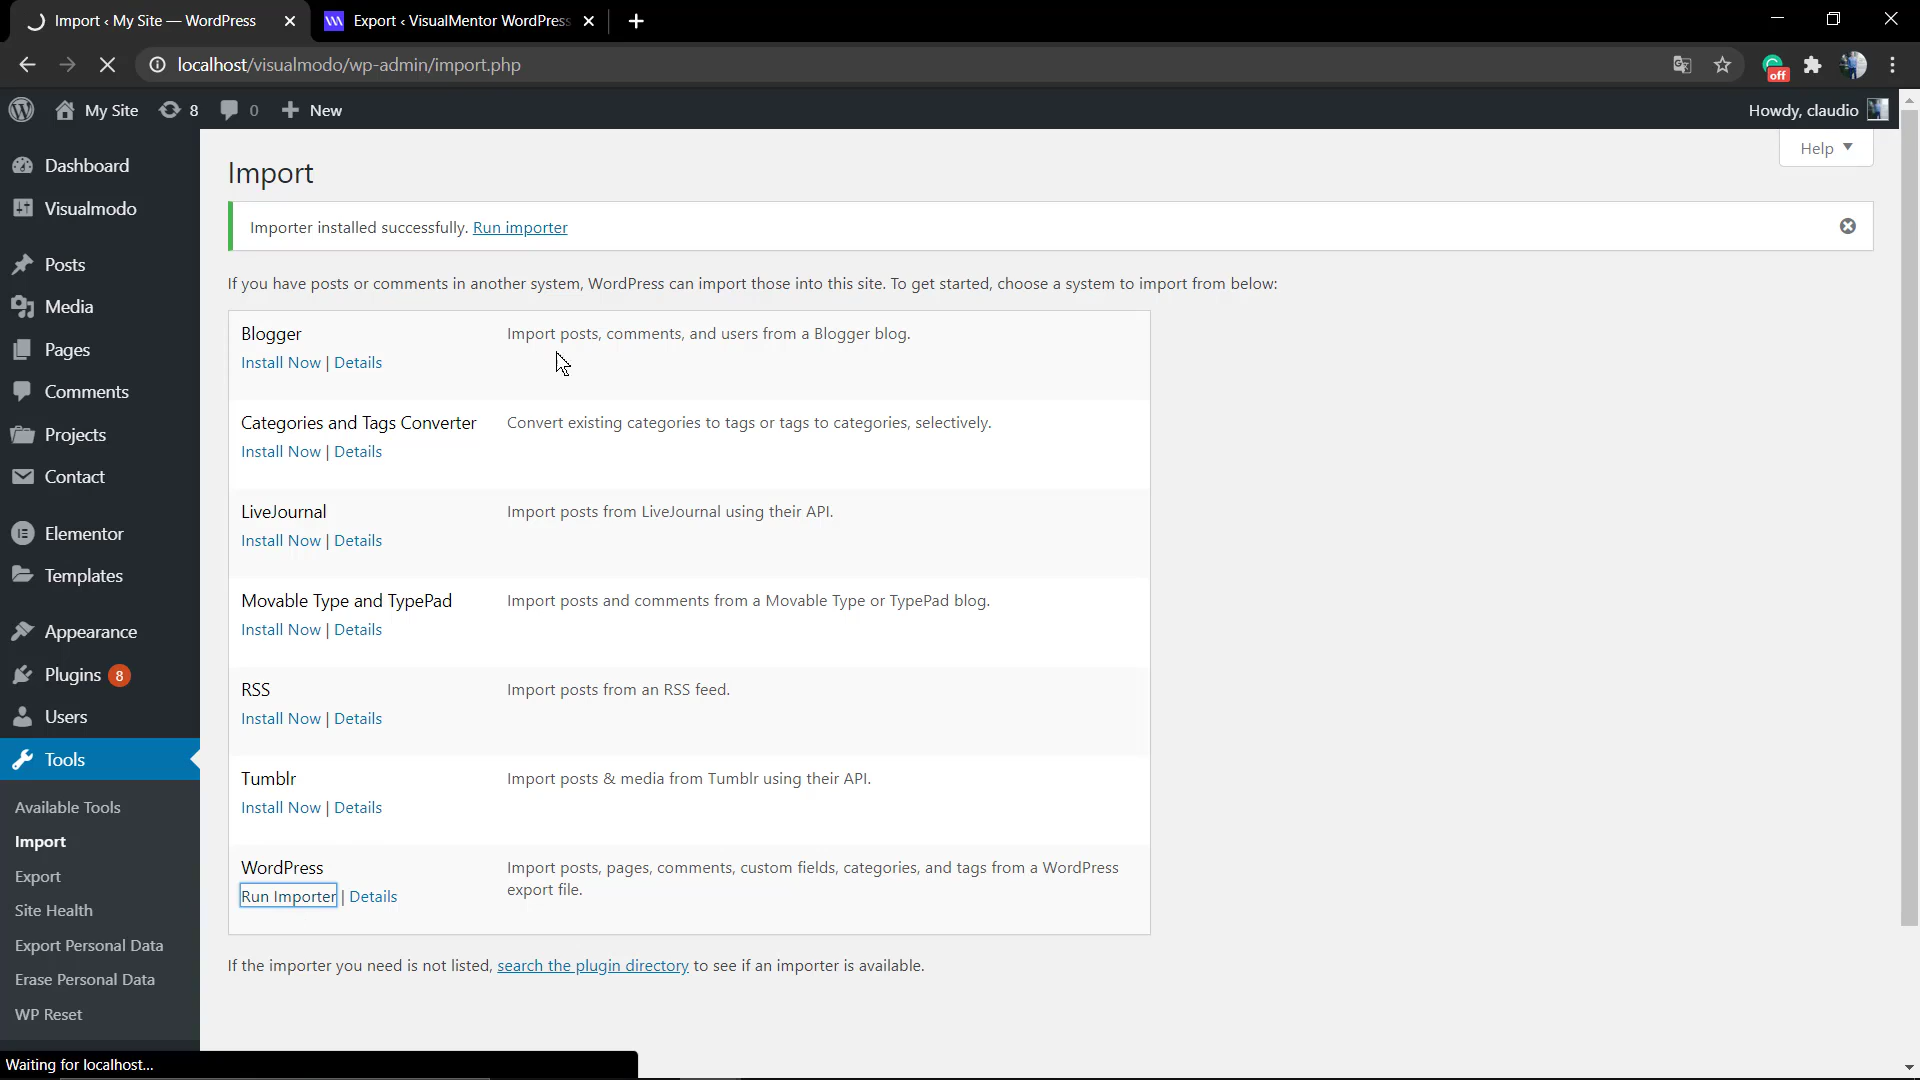 Import ‹ My Site — WordPress
Export ‹ VisualMentor WordPress
localhost/visualmodo/wp-admin/import.php
off
My Site
8
0
New
Howdy, claudio
Help
Dashboard
Visualmodo
Posts
Media
Pages
Comments
Projects
Contact
Elementor
Templates
Appearance
Plugins 8
Users
Tools
Available Tools
Import
Export
Site Health
Export Personal Data
Erase Personal Data
WP Reset
Import
Importer installed successfully. Run importer
If you have posts or comments in another system, WordPress can import those into this site. To get started, choose a system to import from below:
Blogger
Import posts, comments, and users from a Blogger blog.
Install Now | Details
Categories and Tags Converter
Convert existing categories to tags or tags to categories, selectively.
Install Now | Details
LiveJournal
Import posts from LiveJournal using their API.
Install Now | Details
Movable Type and TypePad
Import posts and comments from a Movable Type or TypePad blog.
Install Now | Details
RSS
Import posts from an RSS feed.
Install Now | Details
Tumblr
Import posts & media from Tumblr using their API.
Install Now | Details
WordPress
Import posts, pages, comments, custom fields, categories, and tags from a WordPress
export file.
Run Importer | Details
If the importer you need is not listed, search the plugin directory to see if an importer is available.
Waiting for localhost...